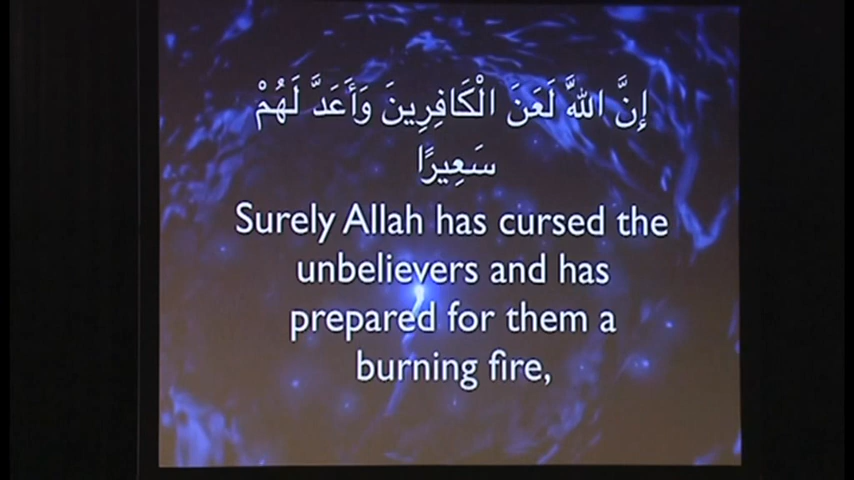 إِنَّ اللَّهَ لَعَنَ الْكَافِرِينَ وَأَعَدَّ لَهُمْ
سَعِيرًا
Surely Allah has cursed the
unbelievers and has
prepared for them a
burning fire,